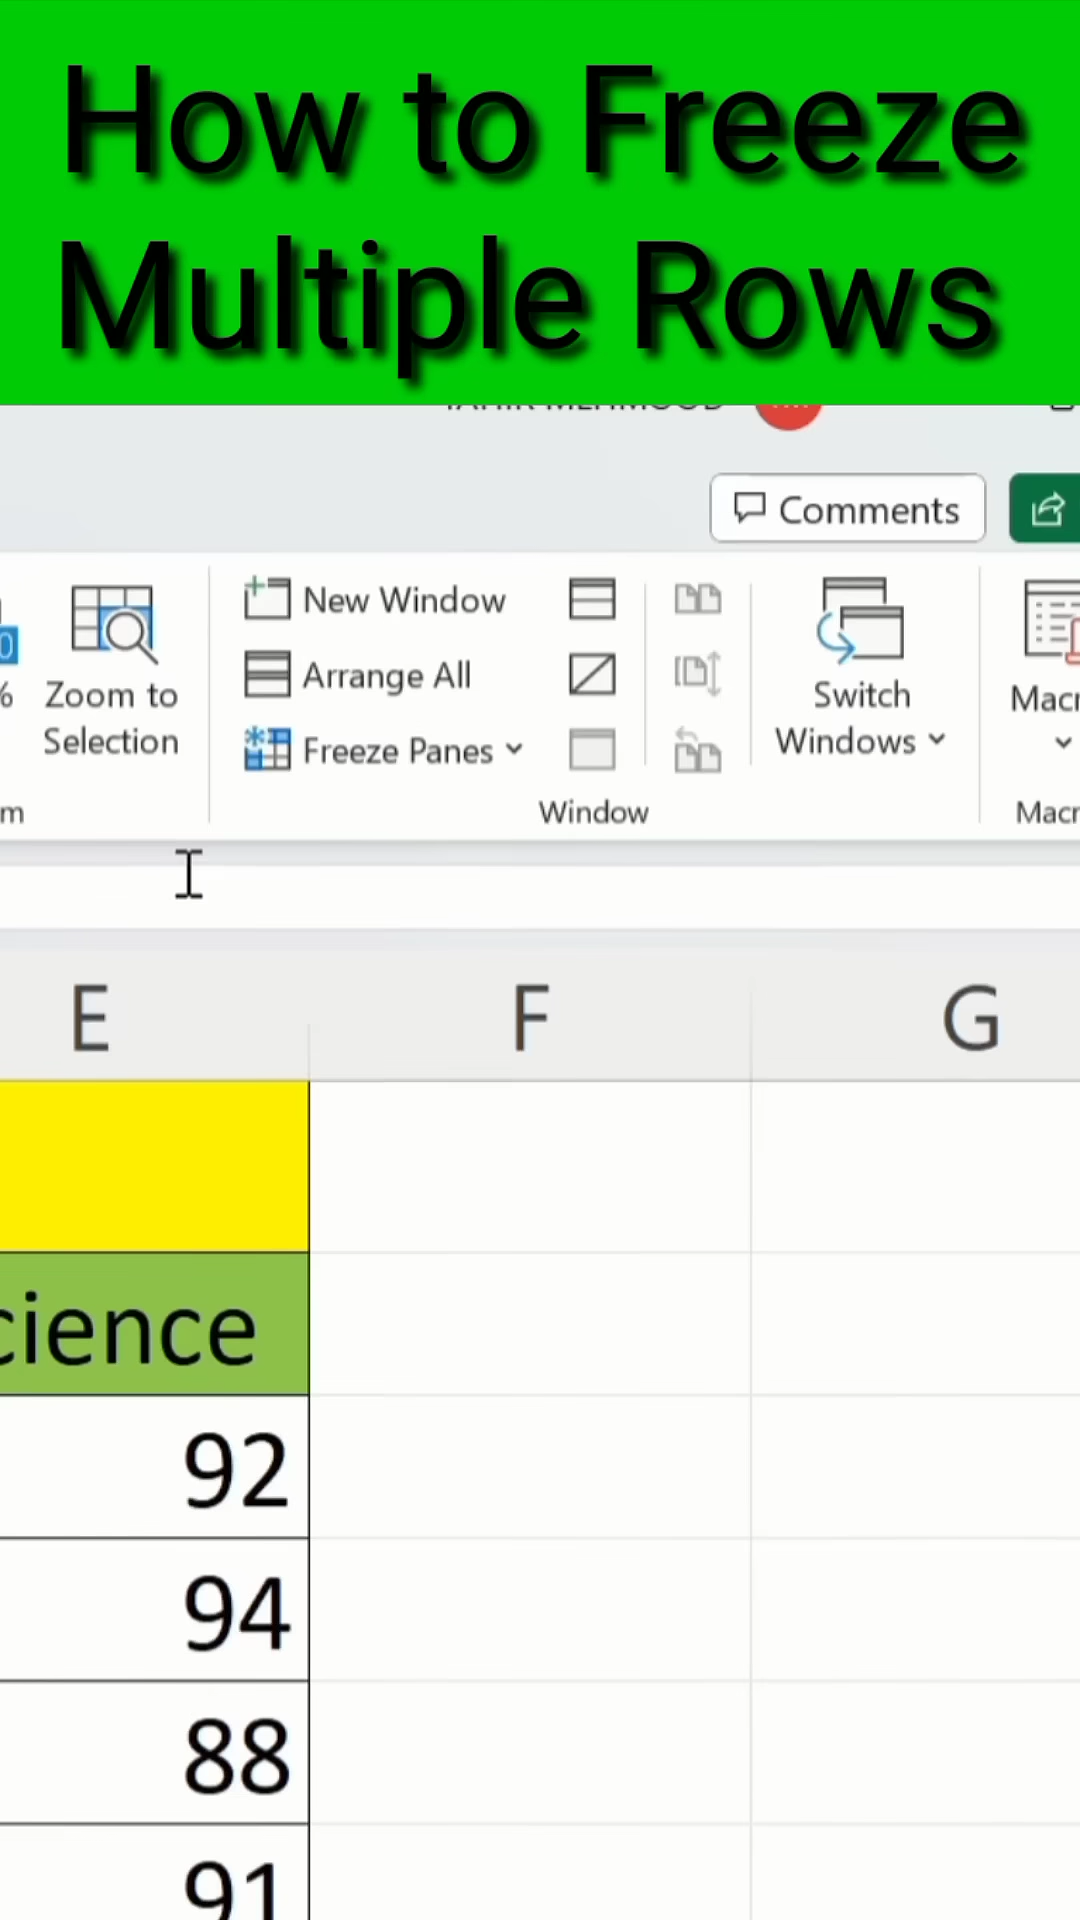 How to Freeze
Multiple Rows
Comments
New Window
Zoom to
Selection
Arrange All
Freeze Panes
Switch
Windows
Window
E F G
cience
92
94
88
91